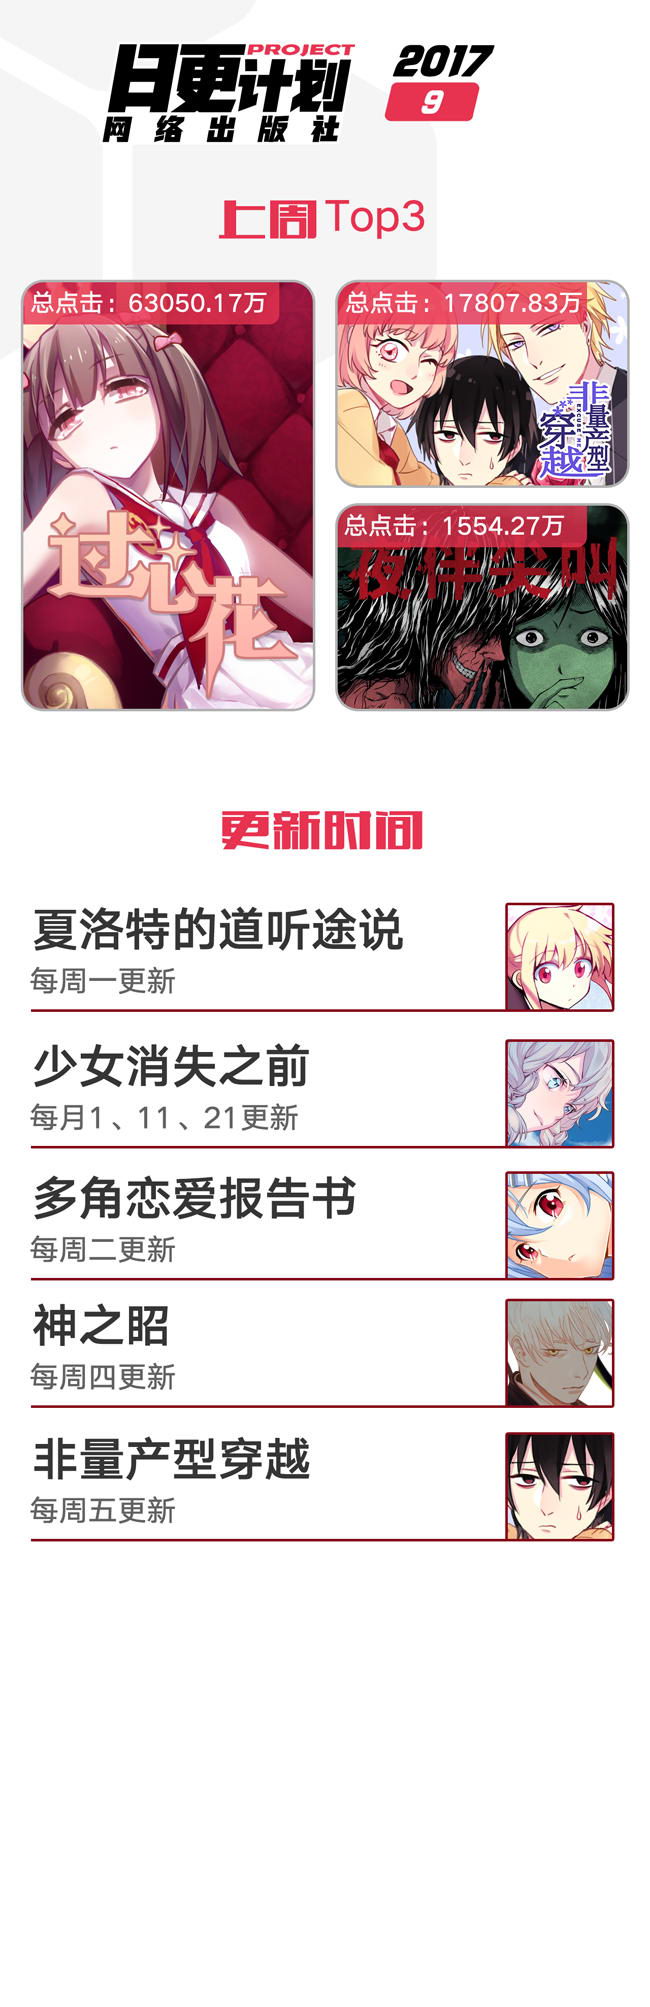 日更计划 PROJECT
网络出版社
2017
9
上周Top3
总点击：63050.17万
过心花
总点击：17807.83万
非量产型
穿越
EXCUSE ME
总点击：1554.27万
夜伴尖叫
更新时间
夏洛特的道听途说
每周一更新
少女消失之前
每月1、11、21更新
多角恋爱报告书
每周二更新
神之昭
每周四更新
非量产型穿越
每周五更新